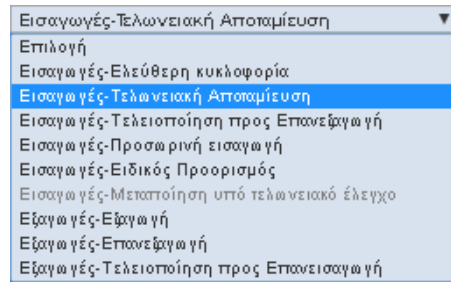 Εισαγωγές-Τελωνειακή Αποταμίευση
Επιλογή
Εισαγωγές-Ελεύθερη κυκλοφορία
Εισαγωγές-Τελωνειακή Αποταμίευση
Εισαγωγές-Τελειοποίηση προς Επανεξαγωγή
Εισαγωγές-Προσωρινή εισαγωγή
Εισαγωγές-Ειδικός Προορισμός
Εισαγωγές-Μεταποίηση υπό τελωνειακό έλεγχο
Εξαγωγές-Εξαγωγή
Εξαγωγές-Επανεξαγωγή
Εξαγωγές-Τελειοποίηση προς Επανεισαγωγή